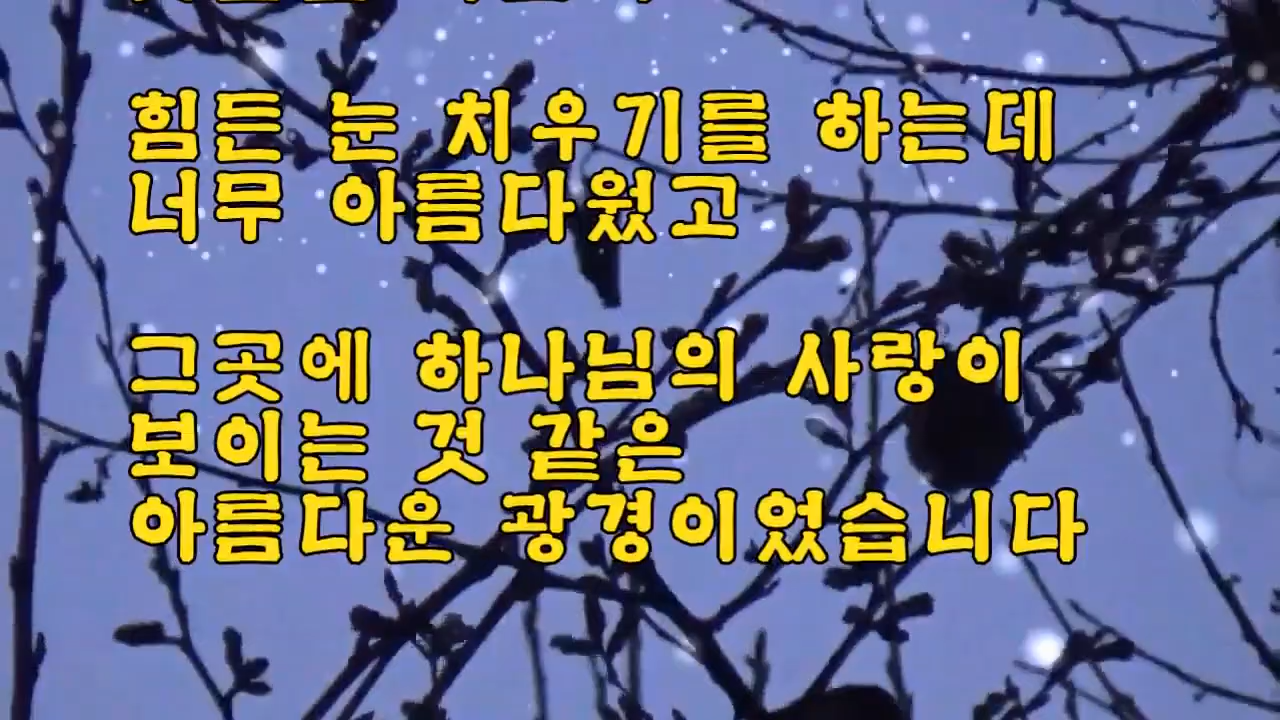 힘든 눈 치우기를 하는데
너무 아름다웠고
그곳에 하나님의 사랑이
보이는 것 같은
아름다운 광경이었습니다